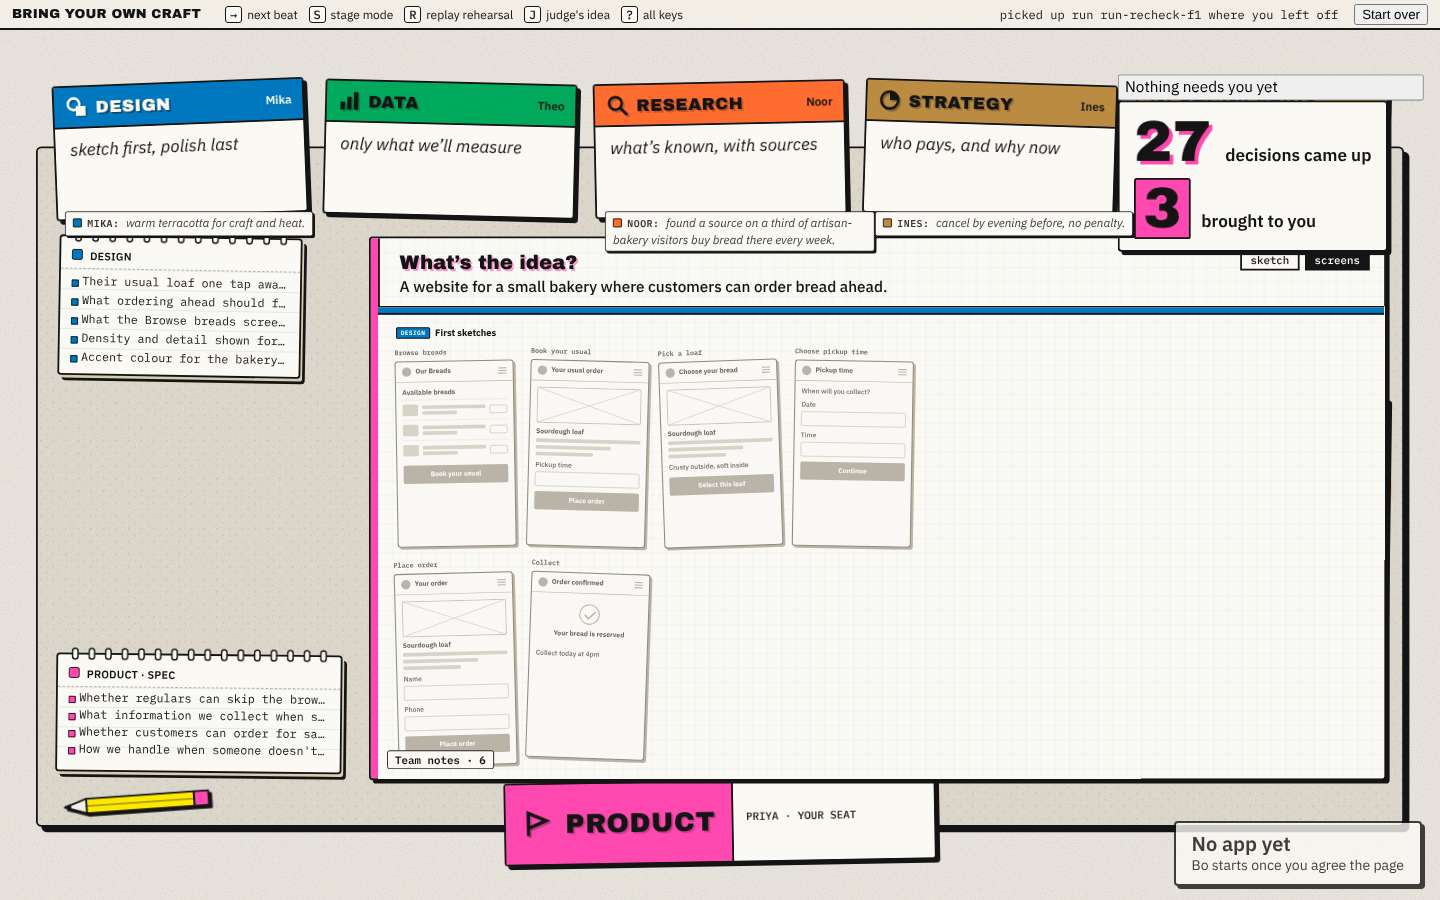 BRING YOUR OWN CRAFT
→ next beat S stage mode R replay rehearsal J judge's idea ? all keys
picked up run run-recheck-f1 where you left off
Start over
DESIGN
Mika
sketch first, polish last
MIKA: warm terracotta for craft and heat.
DATA
Theo
only what we'll measure
RESEARCH
Noor
what's known, with sources
NOOR: found a source on a third of artisan-
bakery visitors buy bread there every week.
STRATEGY
Ines
who pays, and why now
INES: cancel by evening before, no penalty.
Nothing needs you yet
27 decisions came up
3 brought to you
DESIGN
Their usual loaf one tap awa…
What ordering ahead should f…
What the Browse breads scree…
Density and detail shown for…
Accent colour for the bakery…
What's the idea?
A website for a small bakery where customers can order bread ahead.
sketch
screens
DESIGN First sketches
Browse breads
Our Breads
Available breads
Book your usual
Book your usual
Your usual order
Sourdough loaf
Pickup time
Place order
Pick a loaf
Choose your bread
Sourdough loaf
Crusty outside, soft inside
Select this loaf
Choose pickup time
Pickup time
When will you collect?
Date
Time
Continue
Place order
Your order
Sourdough loaf
Name
Phone
Place order
Collect
Order confirmed
Your bread is reserved
Collect today at 4pm
Team notes · 6
PRODUCT · SPEC
Whether regulars can skip the brow…
What information we collect when s…
Whether customers can order for sa…
How we handle when someone doesn't…
PRODUCT
PRIYA · YOUR SEAT
No app yet
Bo starts once you agree the page